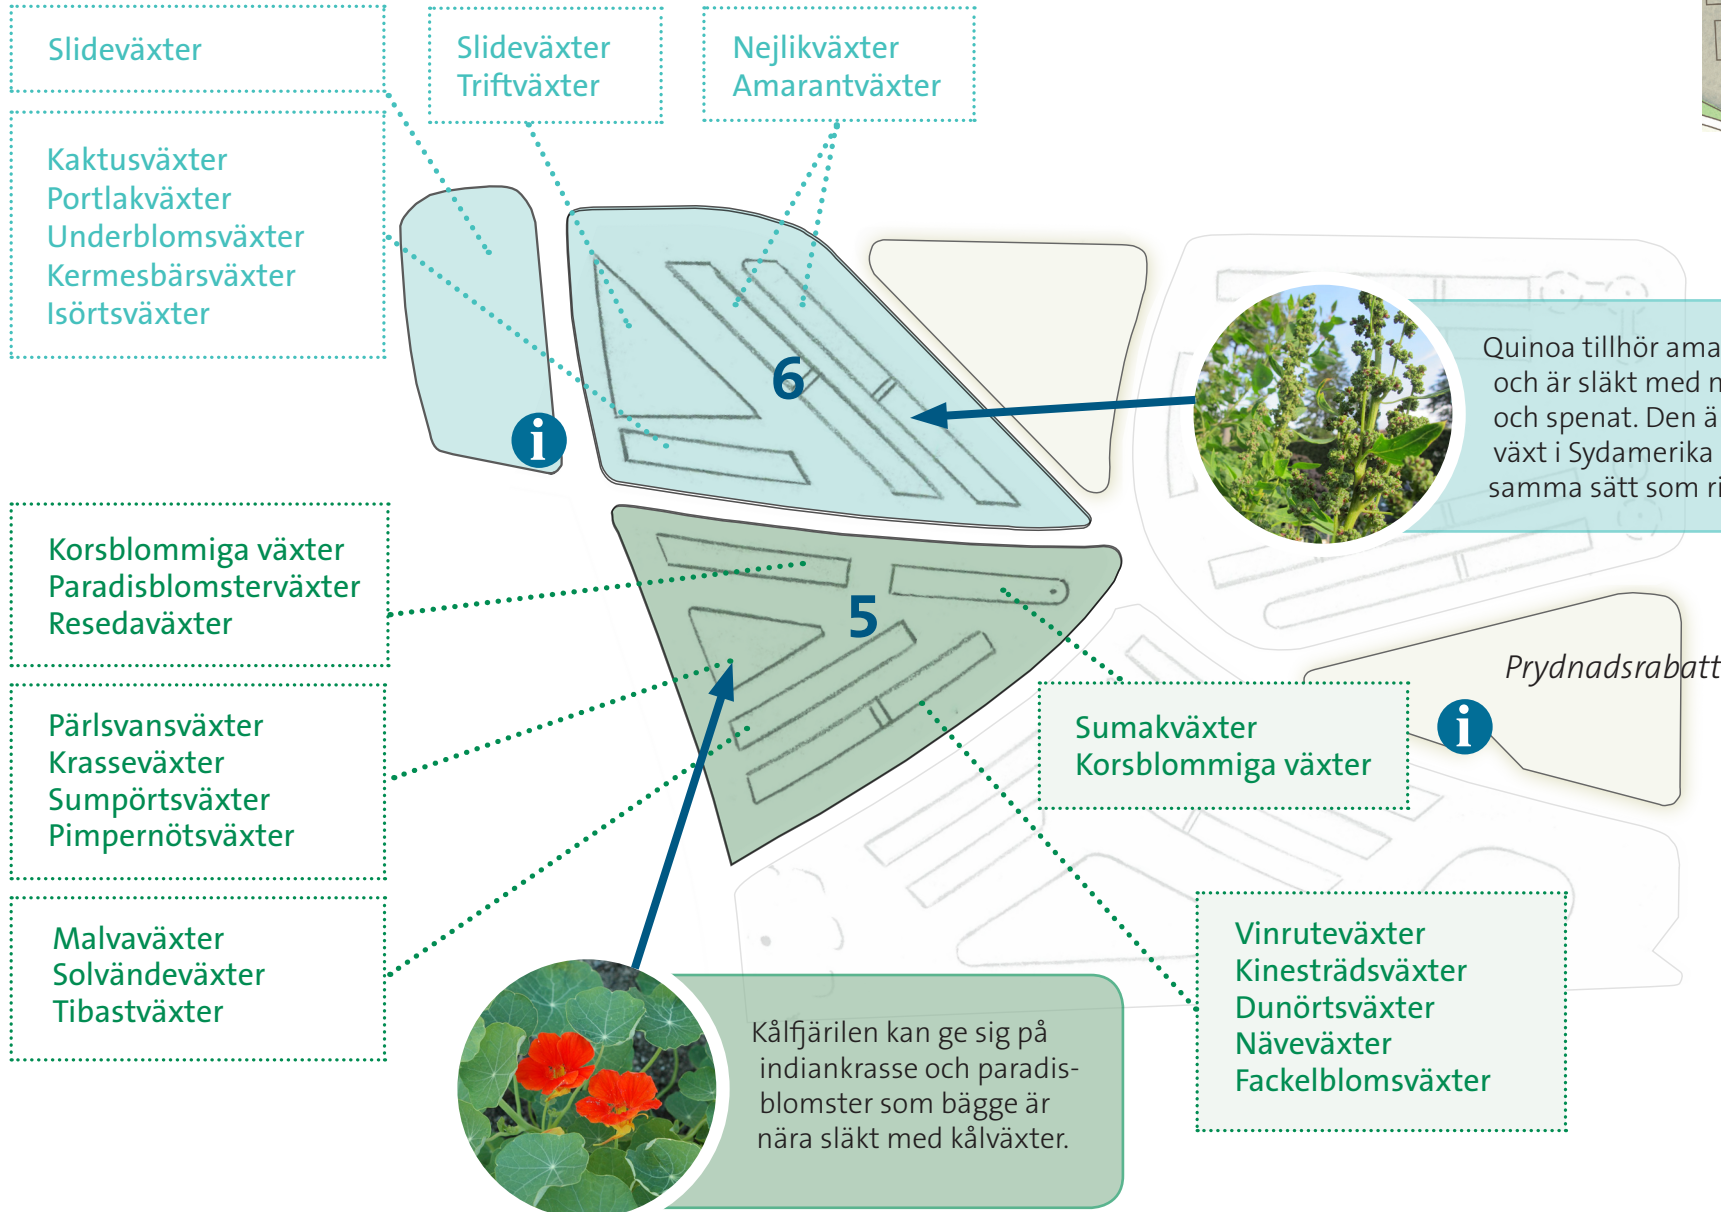 Slideväxter
Slideväxter
Triftväxter
Nejlikväxter
Amarantväxter
Kaktusväxter
Portlakväxter
Underblomsväxter
Kermesbärsväxter
Isörtsväxter
6
i
Quinoa tillhör ama
och är släkt med
och spenat. Den ä
växt i Sydamerika
samma sätt som ri
Korsblommiga växter
Paradisblomsterväxter
Resedaväxter
5
Prydnadsrabatt
Pärlsvansväxter
Krasseväxter
Sumpörtsväxter
Pimpernötsväxter
Sumakväxter
Korsblommiga växter
i
Malvaväxter
Solvändeväxter
Tibastväxter
Vinruteväxter
Kinesträdsväxter
Dunörtsväxter
Näveväxter
Fackelblomsväxter
Kålfjärilen kan ge sig på
indiankrasse och paradis-
blomster som bägge är
nära släkt med kålväxter.